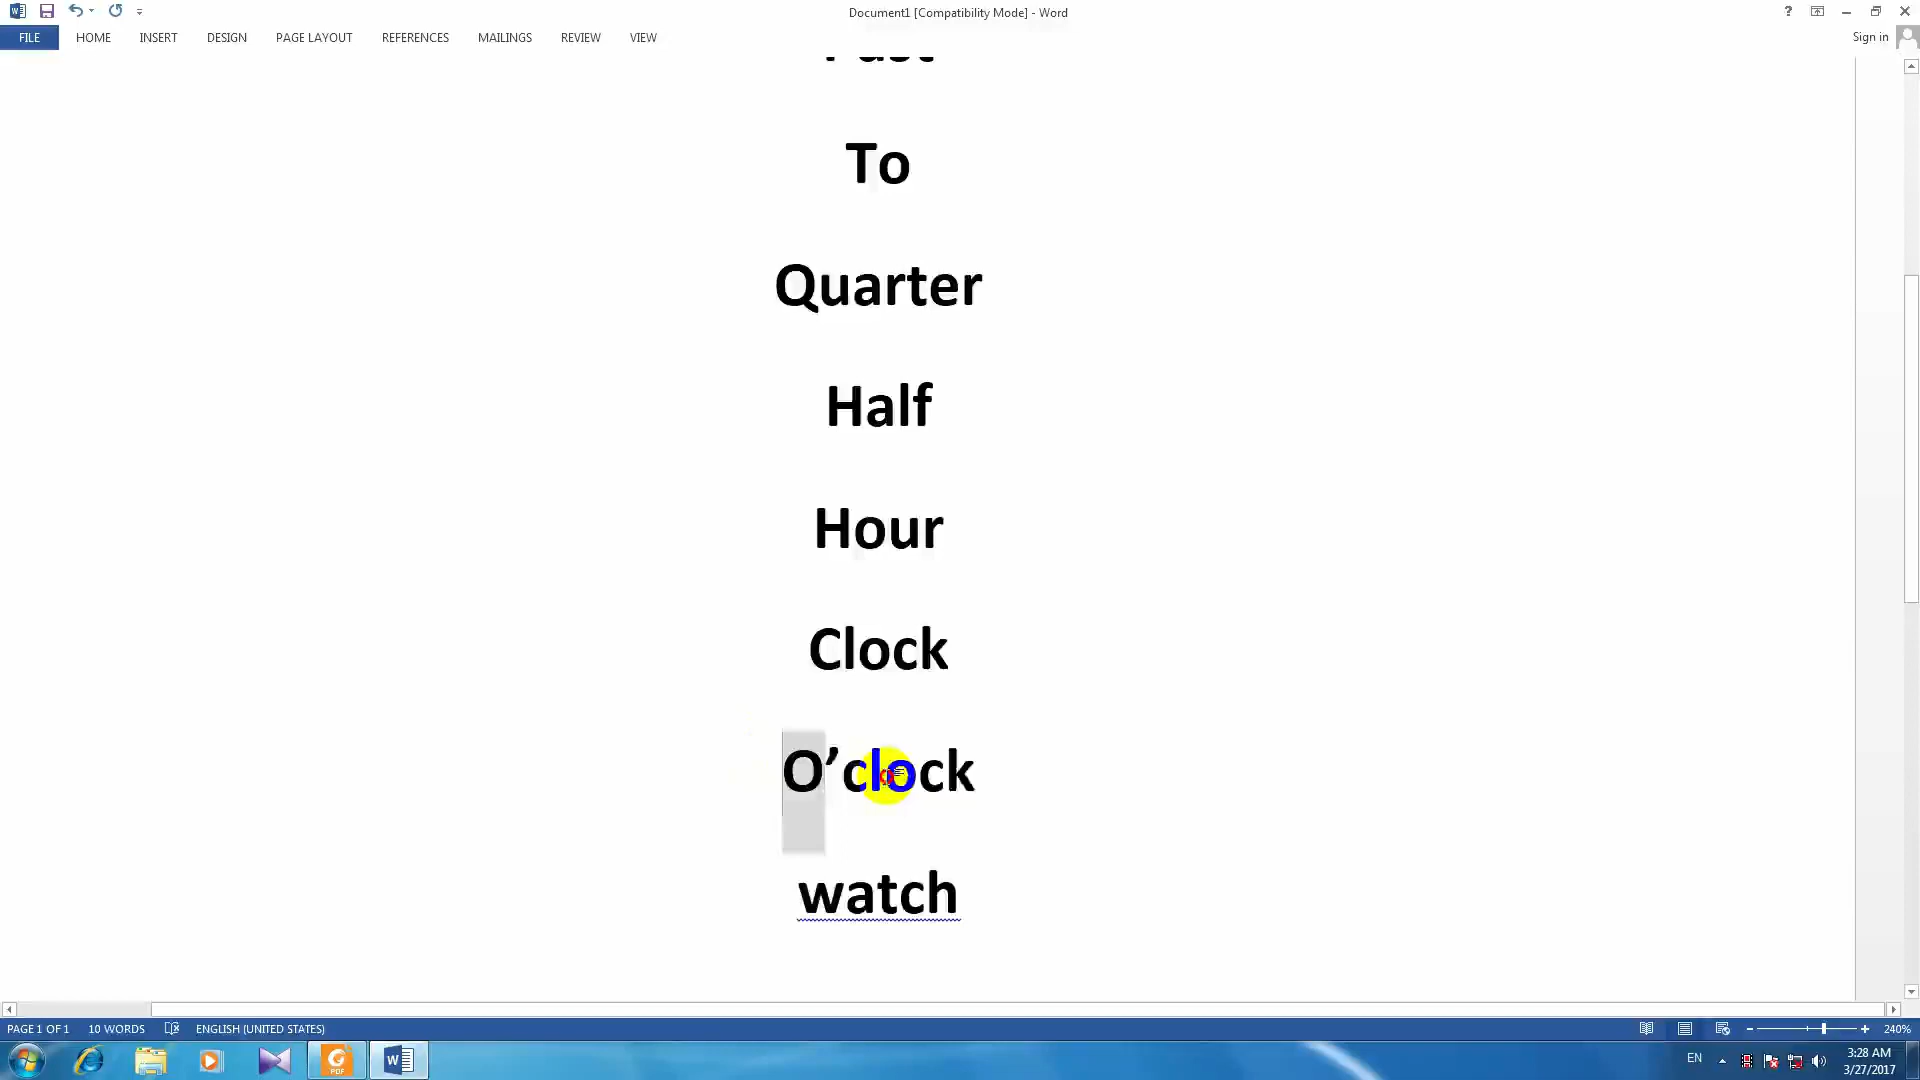 Document1 [Compatibility Mode] - Word
?
FILE HOME INSERT DESIGN PAGE LAYOUT REFERENCES MAILINGS REVIEW VIEW Sign in
Past
To
Quarter
Half
Hour
Clock
O’clock
watch
PAGE 1 OF 1 10 WORDS ENGLISH (UNITED STATES) 240%
EN 3:28 AM
3/27/2017
PDF